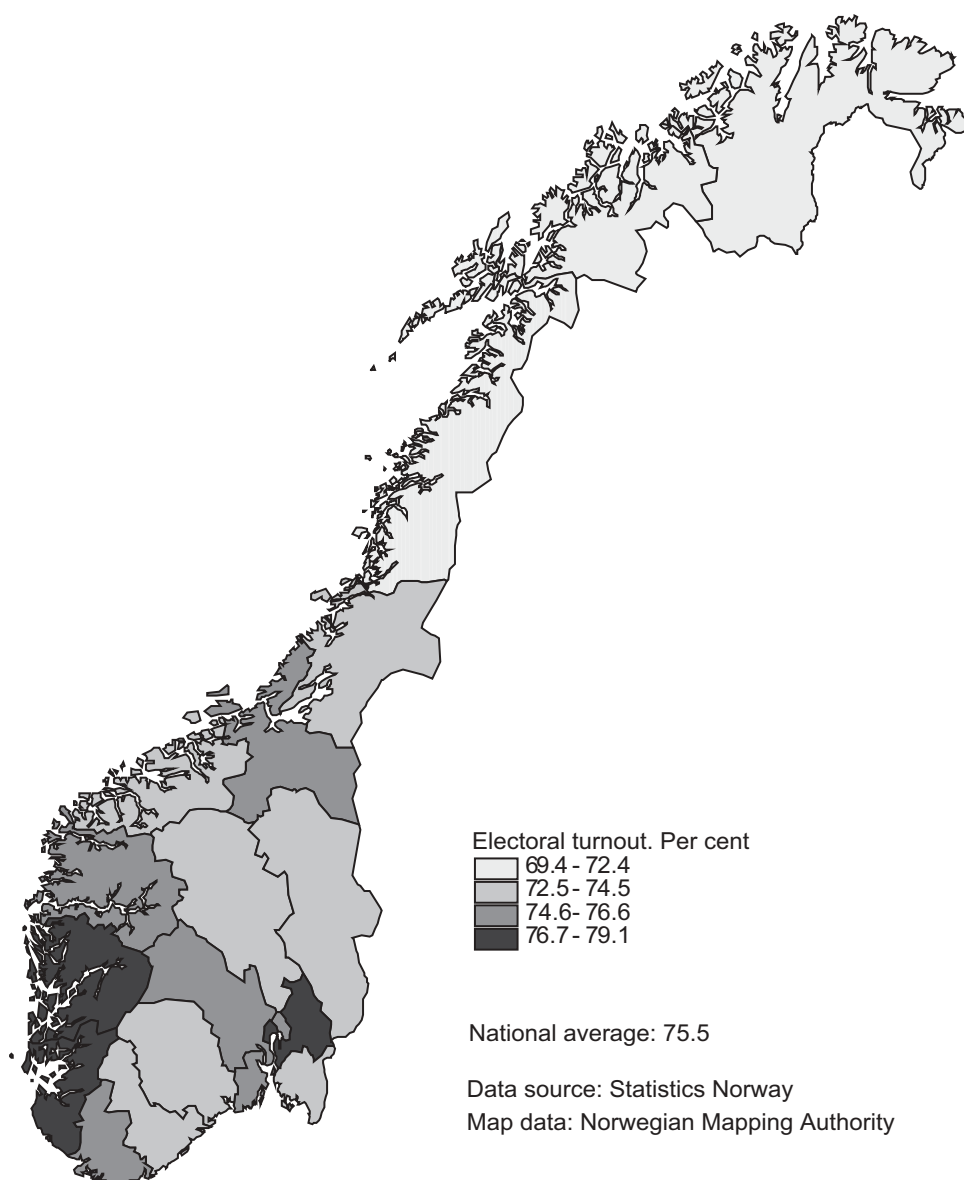 Electoral turnout. Per cent
69.4 - 72.4
72.5 - 74.5
74.6 - 76.6
76.7 - 79.1
National average: 75.5
Data source: Statistics Norway
Map data: Norwegian Mapping Authority